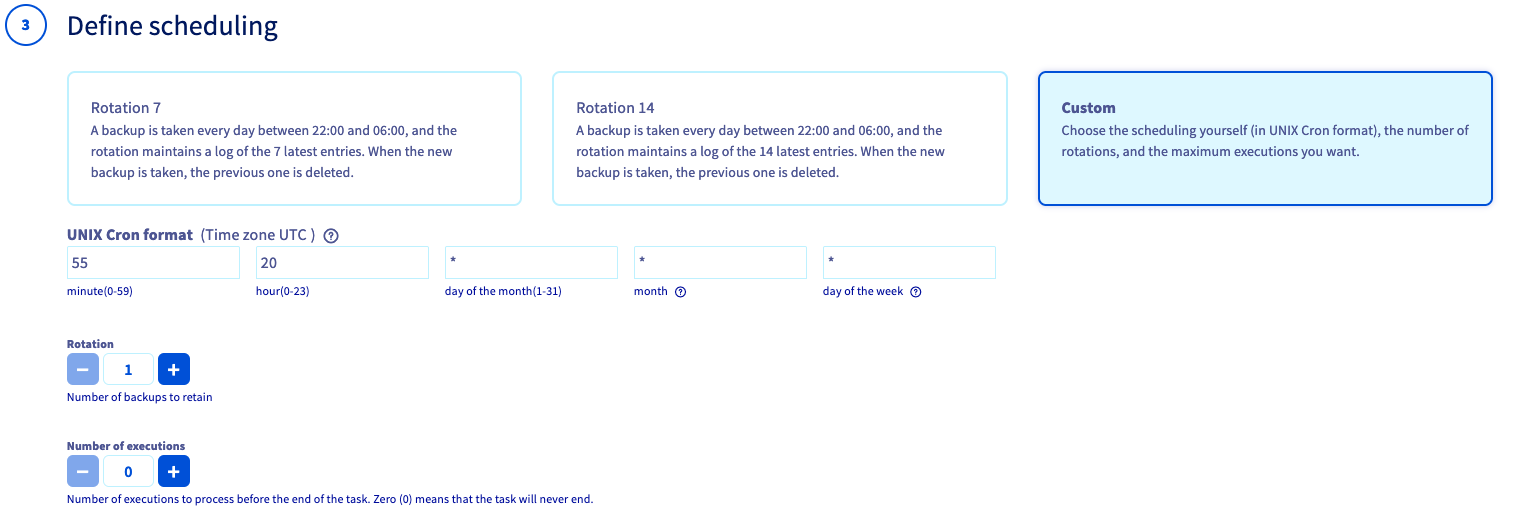 3
Define scheduling
Rotation 7
A backup is taken every day between 22:00 and 06:00, and the
rotation maintains a log of the 7 latest entries. When the new
backup is taken, the previous one is deleted.
Rotation 14
A backup is taken every day between 22:00 and 06:00, and the
rotation maintains a log of the 14 latest entries. When the new
backup is taken, the previous one is deleted.
Custom
Choose the scheduling yourself (in UNIX Cron format), the number of
rotations, and the maximum executions you want.
UNIX Cron format (Time zone UTC ) ?
55 20 * * *
minute(0-59) hour(0-23) day of the month(1-31) month ? day of the week ?
Rotation
− 1 +
Number of backups to retain
Number of executions
− 0 +
Number of executions to process before the end of the task. Zero (0) means that the task will never end.